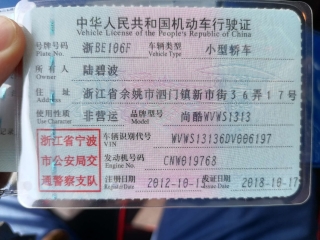 中华人民共和国机动车行驶证
Vehicle License of the People's Republic of China
号牌号码 浙BE106F 车辆类型 小型轿车
Plate No. Vehicle Type
所有人 陆碧波
Owner
住址 浙江省余姚市泗门镇新市街36弄17号
Address
使用性质 非营运 品牌型号 尚酷WVWS1313
Use Character Model
浙江省宁波
市公安局交
通警察支队
车辆识别代号 WVWS13136DV006197
VIN
发动机号码 CNW019768
Engine No.
注册日期 2012-10-1 发证日期 2018-10-17
Register Date Issue Date